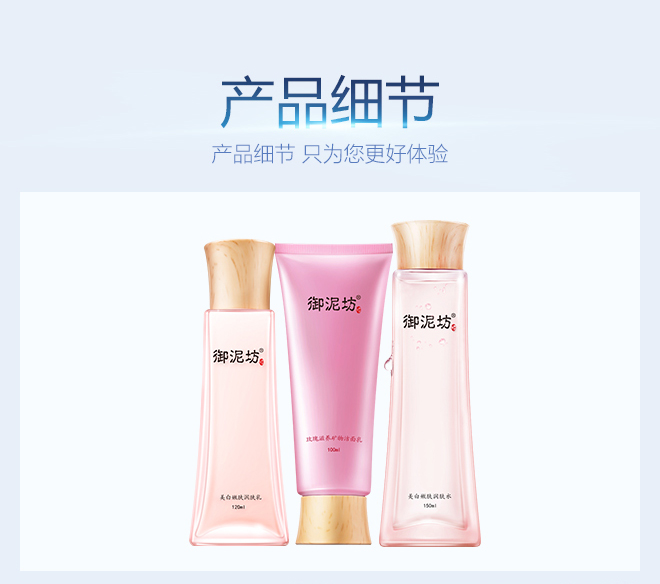 产品细节
产品细节 只为您更好体验
御泥坊®
美白嫩肤润肤乳
120ml
御泥坊®
玫瑰滋养矿物洁面乳
100ml
御泥坊®
美白嫩肤润肤水
150ml